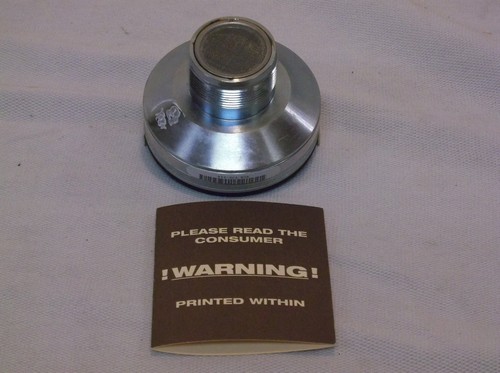 PLEASE READ THE
CONSUMER
! WARNING !
PRINTED WITHIN